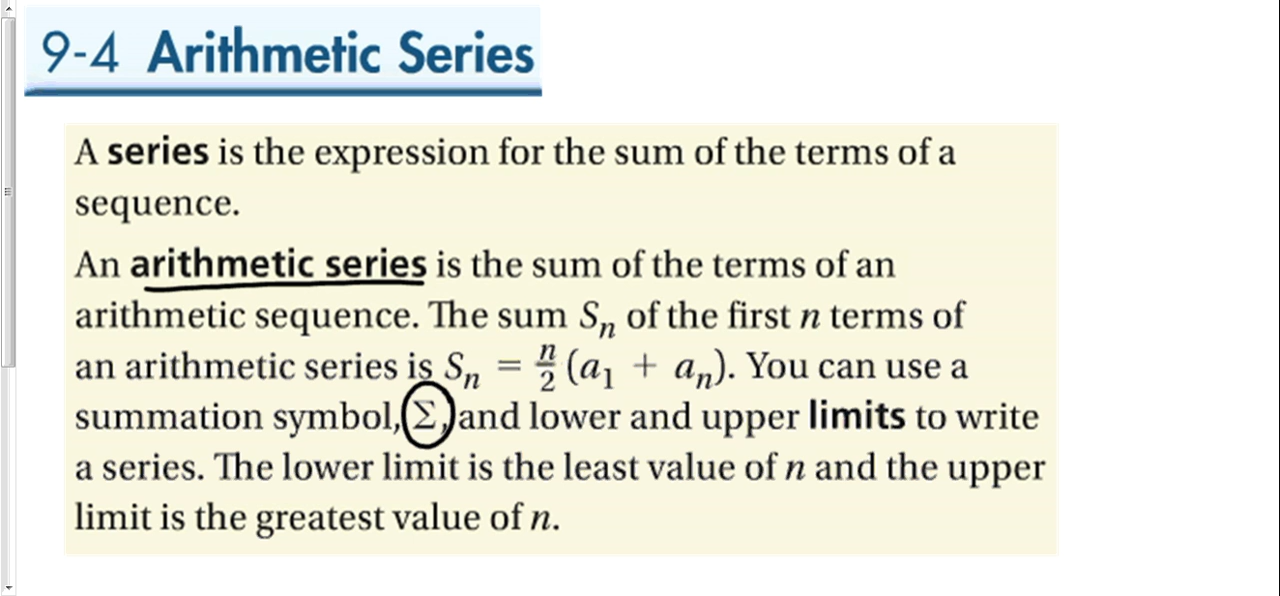 9-4 Arithmetic Series
A series is the expression for the sum of the terms of a
sequence.
An arithmetic series is the sum of the terms of an
arithmetic sequence. The sum Sₙ of the first n terms of
an arithmetic series is Sₙ = n/2 (a₁ + aₙ). You can use a
summation symbol, Σ, and lower and upper limits to write
a series. The lower limit is the least value of n and the upper
limit is the greatest value of n.